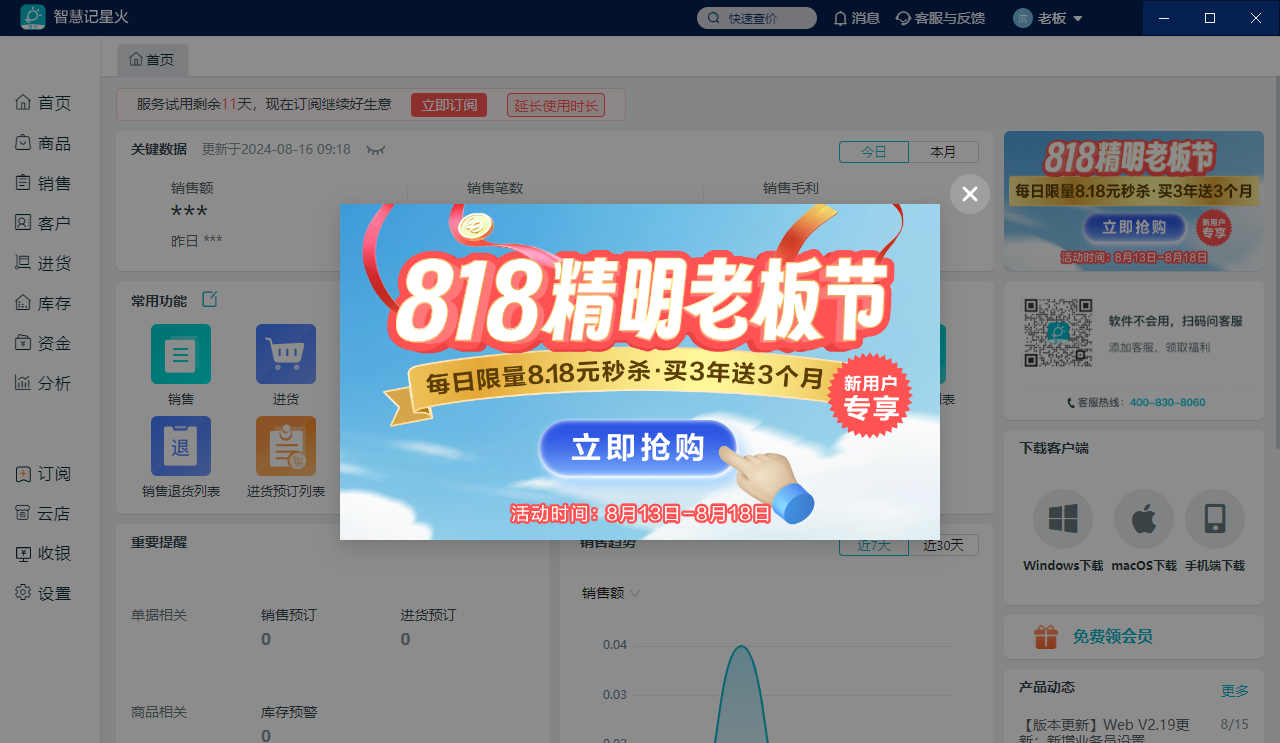 智慧记星火
快速查价
消息
客服与反馈
老板
首页
首页
商品
销售
客户
进货
库存
资金
分析
订阅
云店
收银
设置
服务试用剩余11天，现在订阅继续好生意
立即订阅
延长使用时长
关键数据
更新于2024-08-16 09:18
今日
本月
销售额
销售笔数
销售毛利
***
昨日 ***
818精明老板节
每日限量8.18元秒杀·买3年送3个月
新用户
专享
立即抢购
活动时间：8月13日-8月18日
常用功能
销售
进货
销售退货列表
退
进货预订列表
表
重要提醒
单据相关
销售预订
0
进货预订
0
商品相关
库存预警
0
销售趋势
近7天
近30天
销售额
0.04
0.03
0.02
818精明老板节
每日限量8.18元秒杀·买3年送3个月
立即抢购
新用户
专享
活动时间：8月13日-8月18日
软件不会用，扫码问客服
添加客服，领取福利
客服热线：400-830-8060
下载客户端
Windows下载
macOS下载
手机端下载
免费领会员
产品动态
更多
【版本更新】Web V2.19更
新：新增业务员设置
8/15